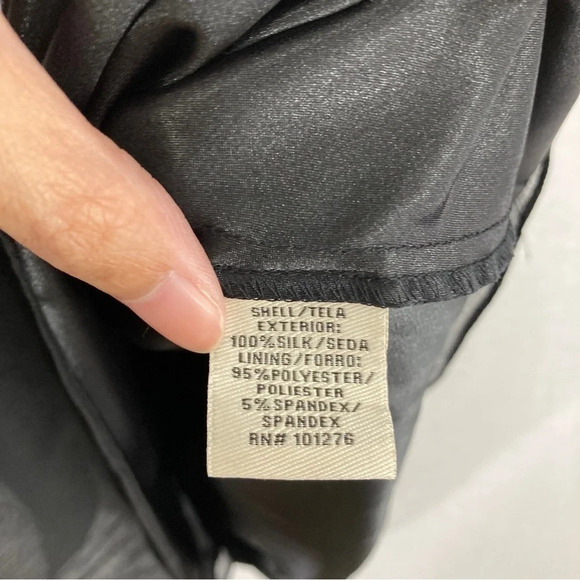 SHELL/TELA
EXTERIOR:
100%SILK/SEDA
LINING/FORRO:
95%POLYESTER/
POLIESTER
5%SPANDEX/
SPANDEX
RN# 101276